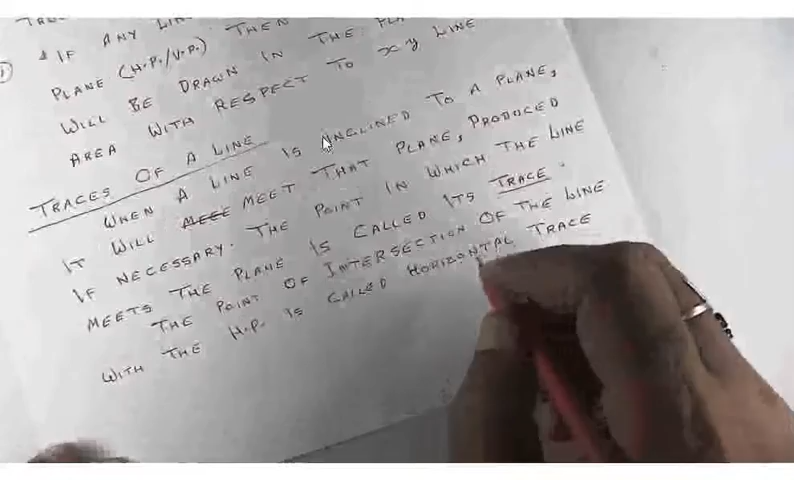 IF ANY LINE THEN THE
PLANE (H.P./V.P.)
WILL BE DRAWN IN THE
AREA WITH RESPECT TO xy LINE
TRACES OF A LINE
WHEN A LINE IS INCLINED TO A PLANE,
IT WILL MEET THAT PLANE, PRODUCED
IF NECESSARY. THE POINT IN WHICH THE LINE
MEETS THE PLANE IS CALLED ITS TRACE.
THE POINT OF INTERSECTION OF THE LINE
WITH THE H.P. IS CALLED HORIZONTAL TRACE